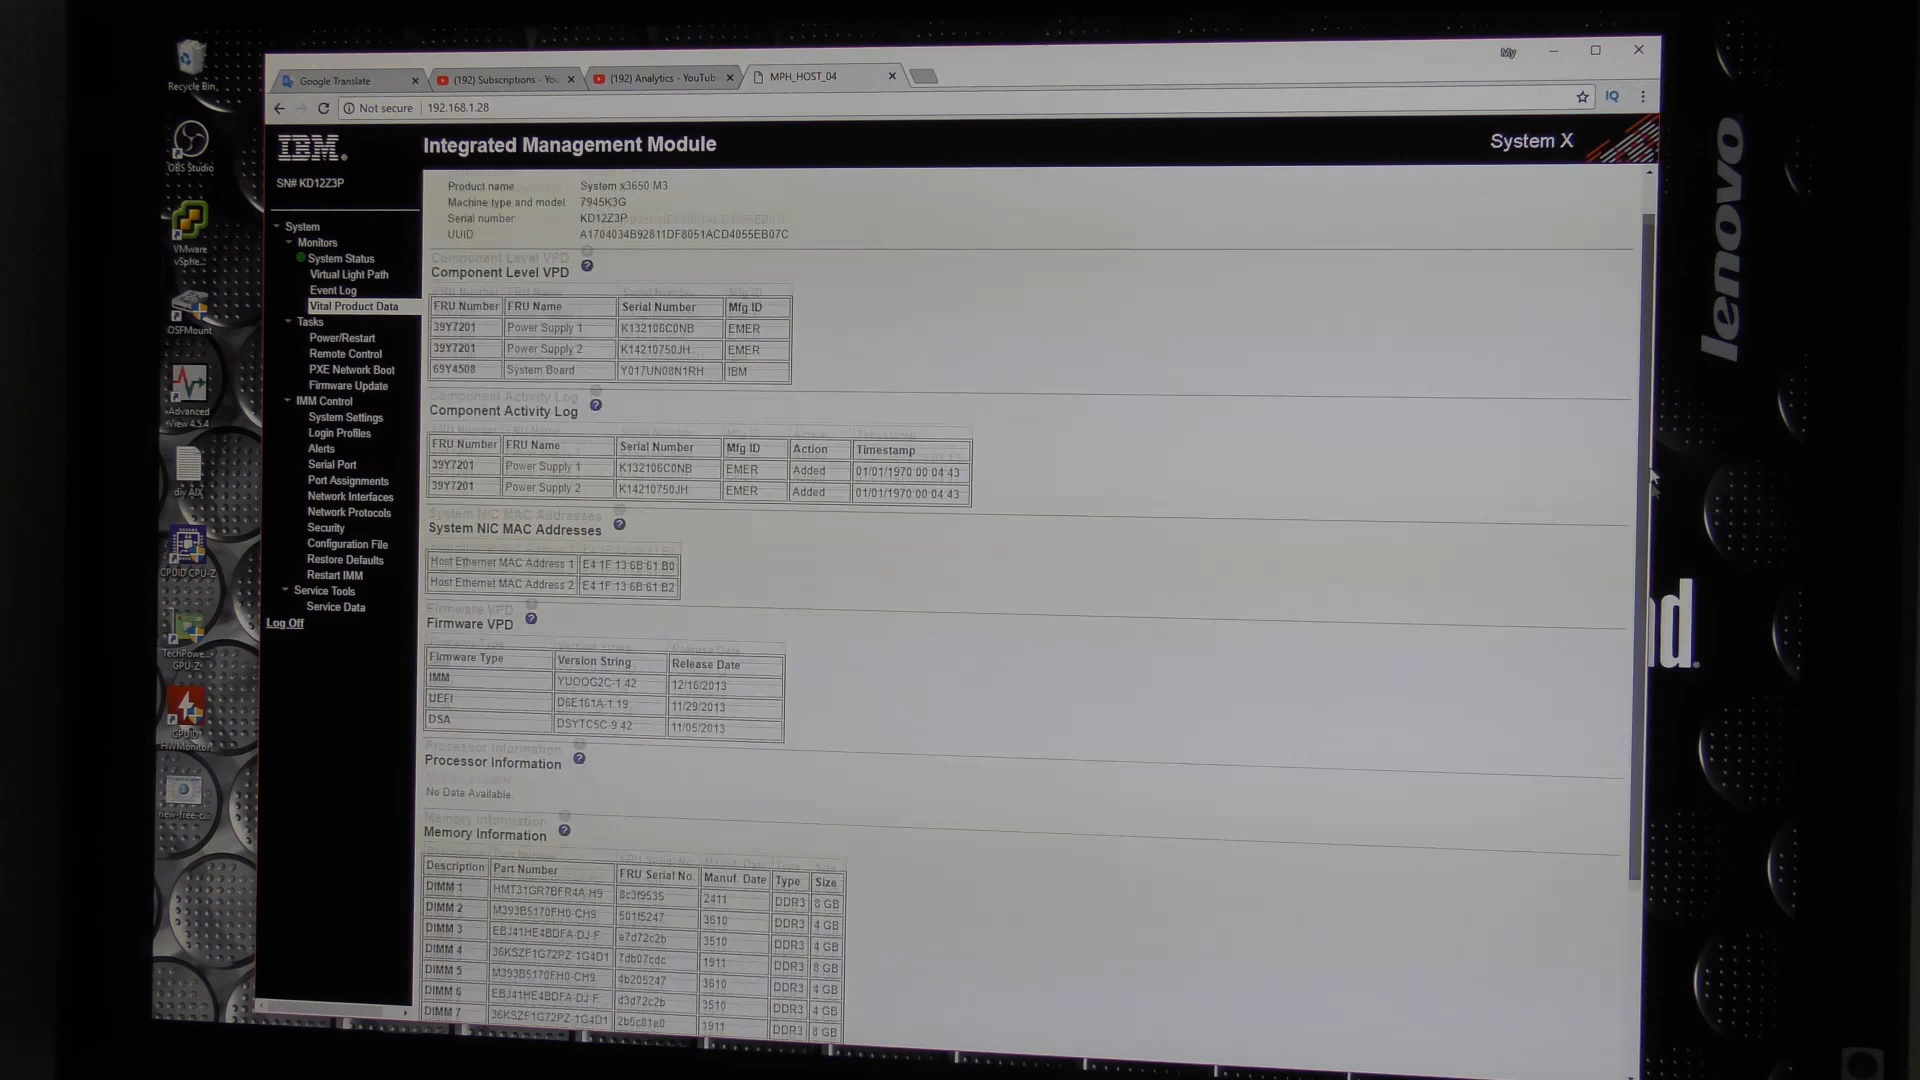 Recycle Bin
OBS Studio
VMware
vSphe...
OSFMount
Advanced
View 4.5.4
div AIX
CPUID CPU-Z
TechPowe...
GPU-Z
CPUID
HWMonitor
new-free-c...
Google Translate
(192) Subscriptions - You
(192) Analytics - YouTub
MPH_HOST_04
My
Not secure
192.168.1.28
IQ
IBM.
Integrated Management Module
System X
SN# KD12Z3P
System
Monitors
System Status
Virtual Light Path
Event Log
Vital Product Data
Tasks
Power/Restart
Remote Control
PXE Network Boot
Firmware Update
IMM Control
System Settings
Login Profiles
Alerts
Serial Port
Port Assignments
Network Interfaces
Network Protocols
Security
Configuration File
Restore Defaults
Restart IMM
Service Tools
Service Data
Log Off
Product name System x3650 M3
Machine type and model 7945K3G
Serial number KD12Z3P
UUID A1704034B92811DF8051ACD4055EB07C
Component Level VPD
FRU Number FRU Name Serial Number Mfg ID
39Y7201 Power Supply 1 K132106C0NB EMER
39Y7201 Power Supply 2 K14210750JH EMER
69Y4508 System Board Y017UN08N1RH IBM
Component Activity Log
FRU Number FRU Name Serial Number Mfg ID Action Timestamp
39Y7201 Power Supply 1 K132106C0NB EMER Added 01/01/1970 00 04 43
39Y7201 Power Supply 2 K14210750JH EMER Added 01/01/1970 00 04 43
System NIC MAC Addresses
Host Ethernet MAC Address 1 E4 1F 13 6B 61 B0
Host Ethernet MAC Address 2 E4 1F 13 6B 61 B2
Firmware VPD
Firmware Type Version String Release Date
IMM YUOOG2C-1.42 12/16/2013
UEFI D6E161A-1.19 11/29/2013
DSA DSYTC5C-9.42 11/05/2013
Processor Information
No Data Available
Memory Information
Description Part Number FRU Serial No. Manuf. Date Type Size
DIMM 1 HMT31GR7BFR4A-H9 8c3f9535 2411 DDR3 8 GB
DIMM 2 M393B5170FH0-CH9 501f5247 3610 DDR3 4 GB
DIMM 3 EBJ41HE4BDFA-DJ-F e7d72c2b 3510 DDR3 4 GB
DIMM 4 36KSZF1G72PZ-1G4D1 7db07cdc 1911 DDR3 8 GB
DIMM 5 M393B5170FH0-CH9 4b205247 3610 DDR3 4 GB
DIMM 6 EBJ41HE4BDFA-DJ-F d3d72c2b 3510 DDR3 4 GB
DIMM 7 36KSZF1G72PZ-1G4D1 2b5c81e0 1911 DDR3 8 GB
lenovo
d